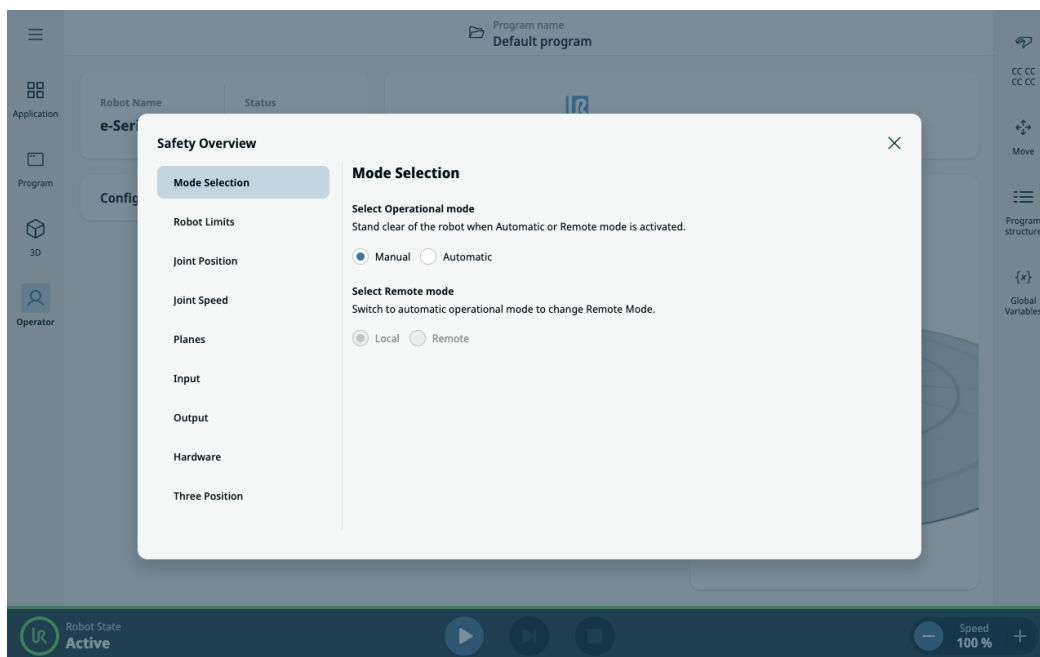 Program name
Default program
Application
Program
3D
Operator
Robot Name
Status
e-Seri
Config
Safety Overview
Mode Selection
Robot Limits
Joint Position
Joint Speed
Planes
Input
Output
Hardware
Three Position
Mode Selection
Select Operational mode
Stand clear of the robot when Automatic or Remote mode is activated.
Manual
Automatic
Select Remote mode
Switch to automatic operational mode to change Remote Mode.
Local
Remote
CC CC
CC CC
Move
Program
structure
{x}
Global
Variables
Robot State
Active
Speed
100 %